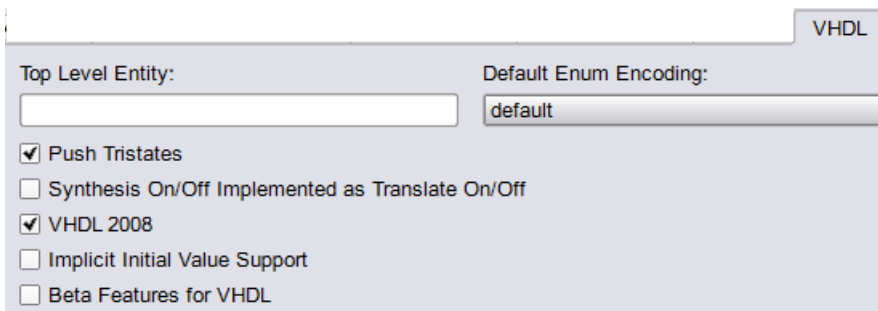 VHDL
Top Level Entity:
Default Enum Encoding:
default
Push Tristates
Synthesis On/Off Implemented as Translate On/Off
VHDL 2008
Implicit Initial Value Support
Beta Features for VHDL